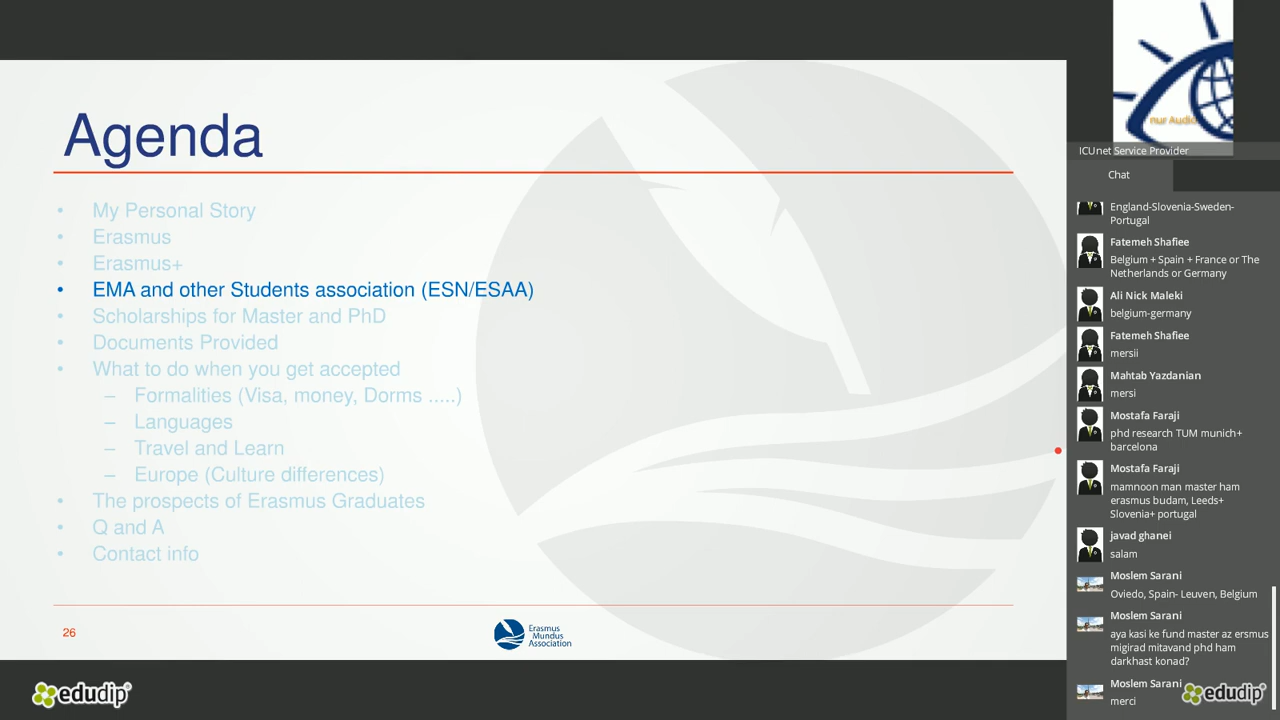 Agenda
• My Personal Story
• Erasmus
• Erasmus+
• EMA and other Students association (ESN/ESAA)
• Scholarships for Master and PhD
• Documents Provided
• What to do when you get accepted
– Formalities (Visa, money, Dorms .....)
– Languages
– Travel and Learn
– Europe (Culture differences)
• The prospects of Erasmus Graduates
• Q and A
• Contact info
26
Erasmus
Mundus
Association
edudip
nur Audio
ICUnet Service Provider
Chat
England-Slovenia-Sweden-
Portugal
Fatemeh Shafiee
Belgium + Spain + France or The
Netherlands or Germany
Ali Nick Maleki
belgium-germany
Fatemeh Shafiee
mersii
Mahtab Yazdanian
mersi
Mostafa Faraji
phd research TUM munich+
barcelona
Mostafa Faraji
mamnoon man master ham
erasmus budam, Leeds+
Slovenia+ portugal
javad ghanei
salam
Moslem Sarani
Oviedo, Spain- Leuven, Belgium
Moslem Sarani
aya kasi ke fund master az ersmus
migirad mitavand phd ham
darkhast konad?
Moslem Sarani
merci
edudip